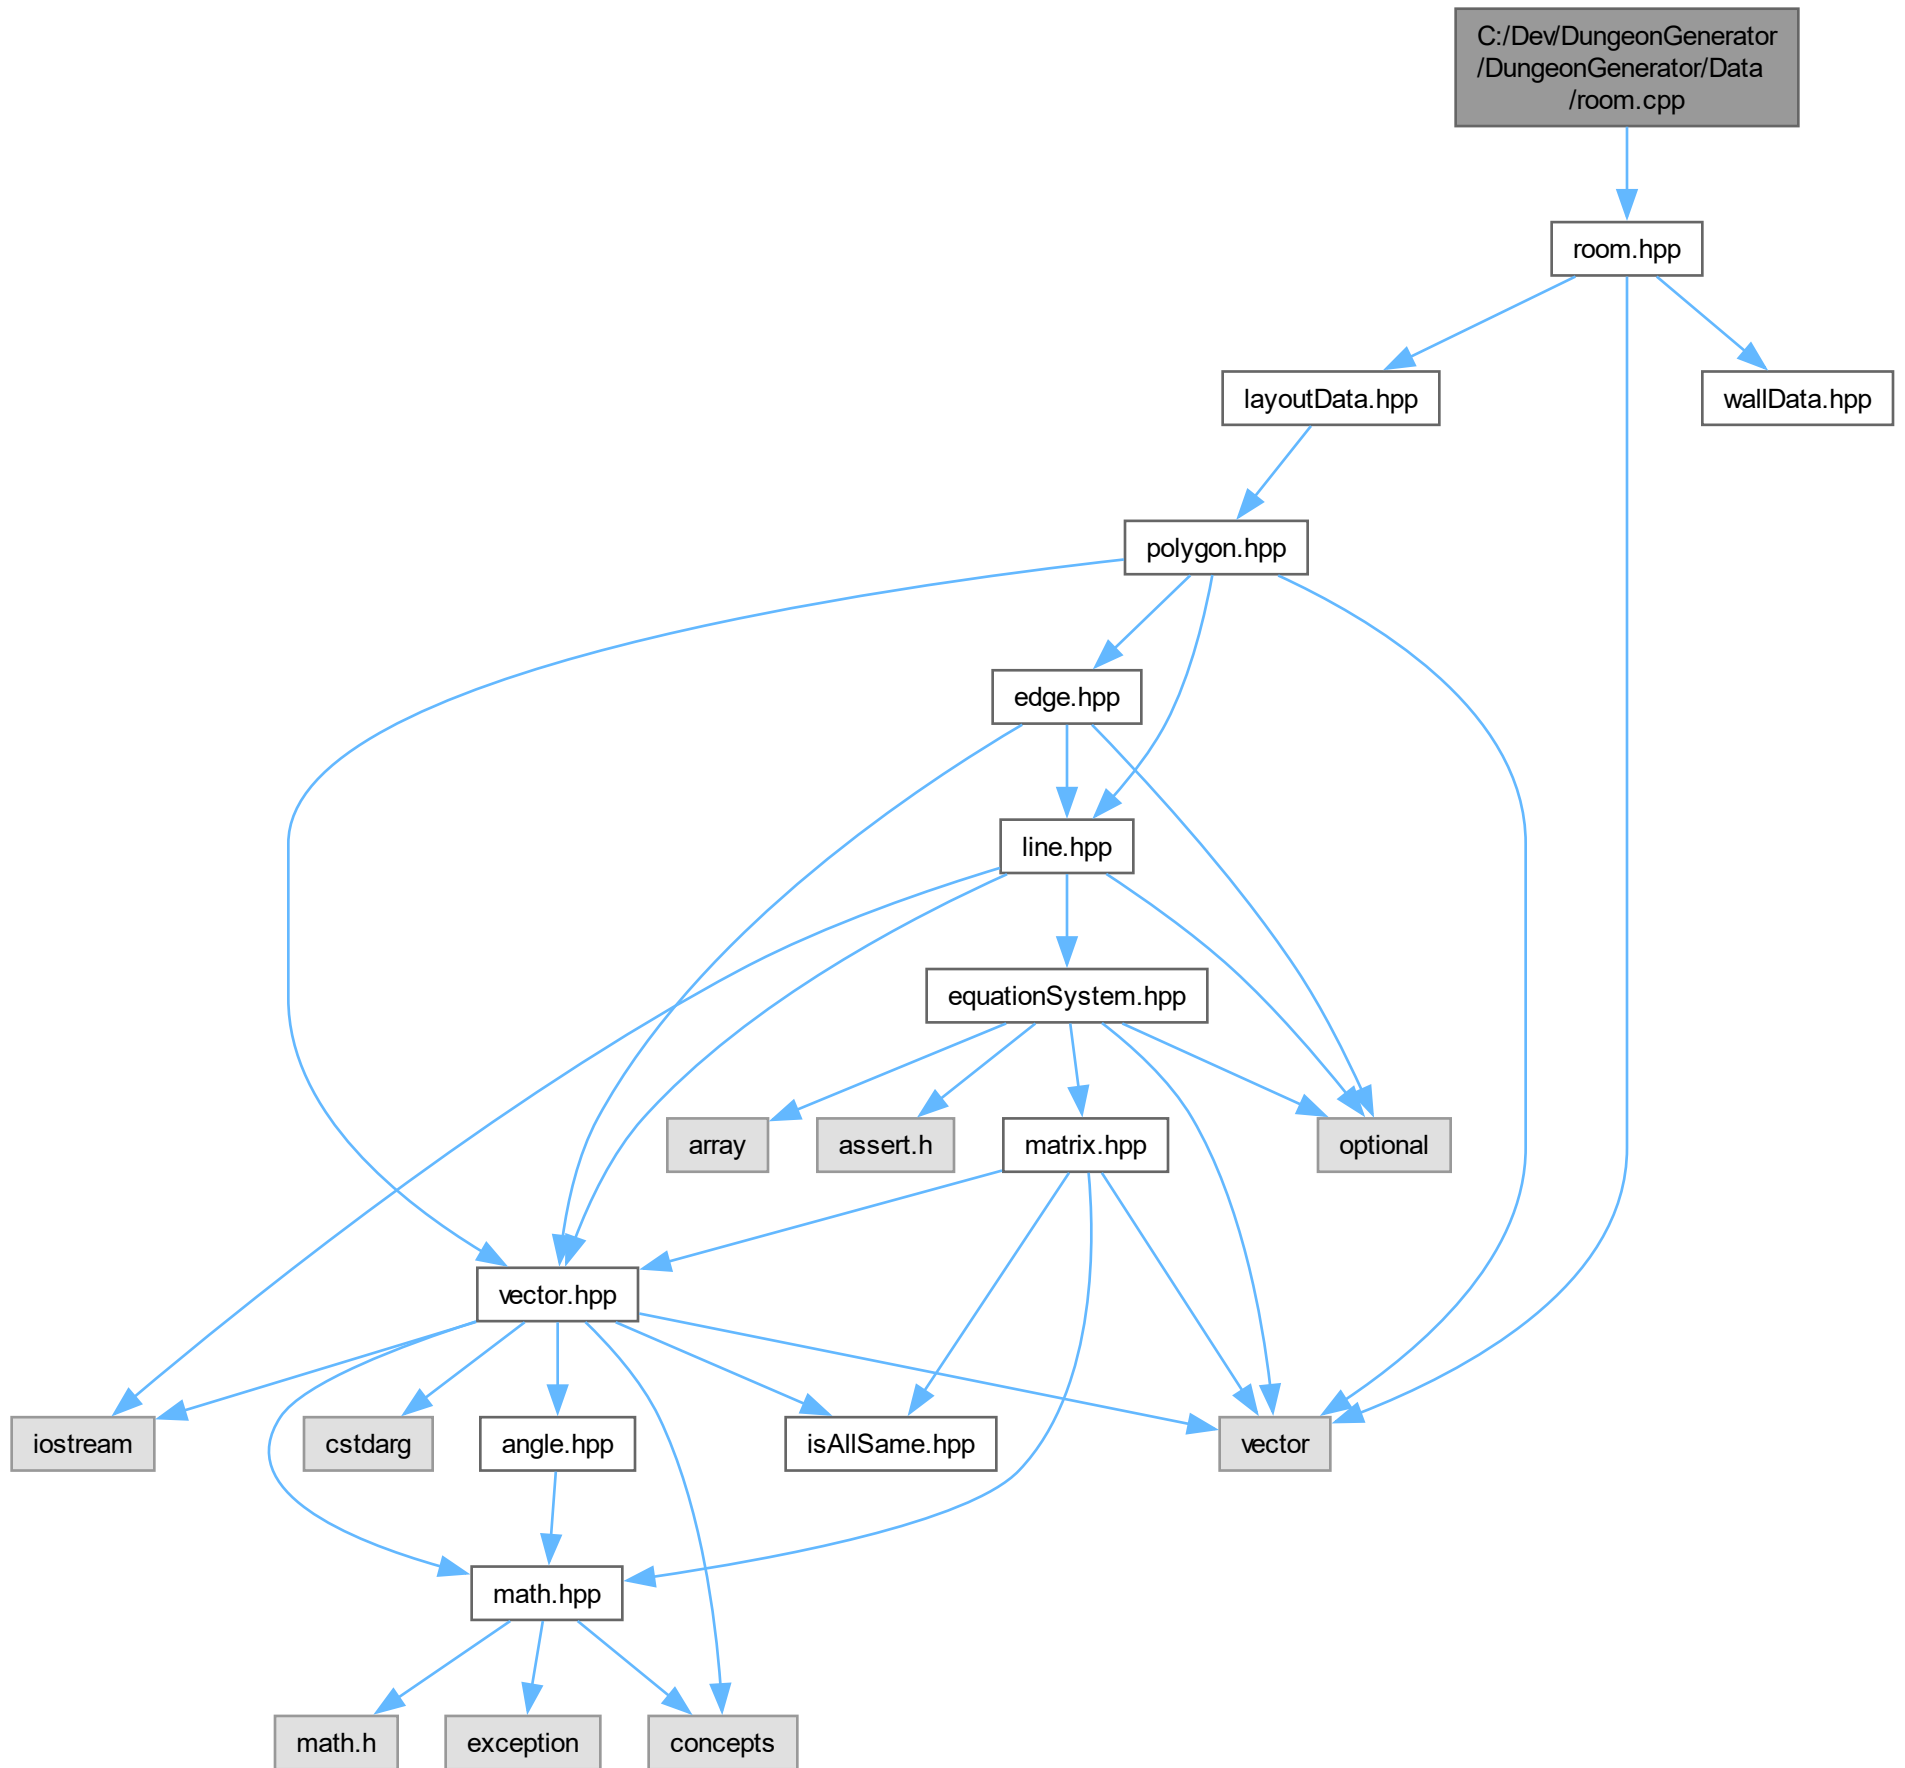 C:/Dev/DungeonGenerator
/DungeonGenerator/Data
/room.cpp
room.hpp
layoutData.hpp
wallData.hpp
polygon.hpp
edge.hpp
line.hpp
equationSystem.hpp
array
assert.h
matrix.hpp
optional
vector.hpp
iostream
cstdarg
angle.hpp
isAllSame.hpp
vector
math.hpp
math.h
exception
concepts